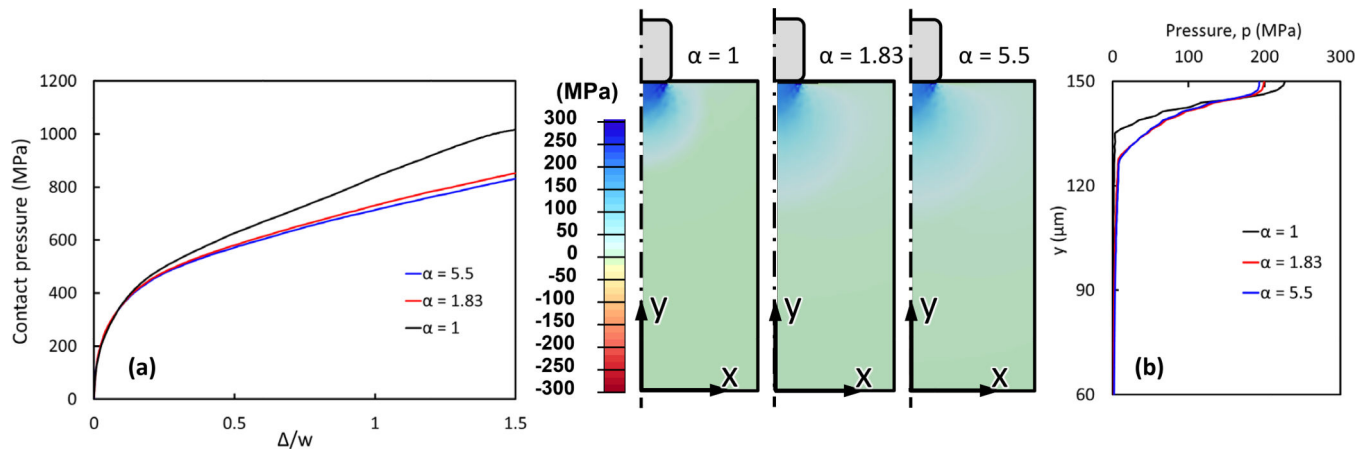 1200
1000
800
600
400
200
0
Contact pressure (MPa)
0
0.5
1
1.5
Δ/w
α = 5.5
α = 1.83
α = 1
(a)
(MPa)
300
250
200
150
100
50
0
-50
-100
-150
-200
-250
-300
α = 1
α = 1.83
α = 5.5
y
x
y
x
y
x
Pressure, p (MPa)
0
100
200
300
150
120
90
60
y (μm)
α = 1
α = 1.83
α = 5.5
(b)